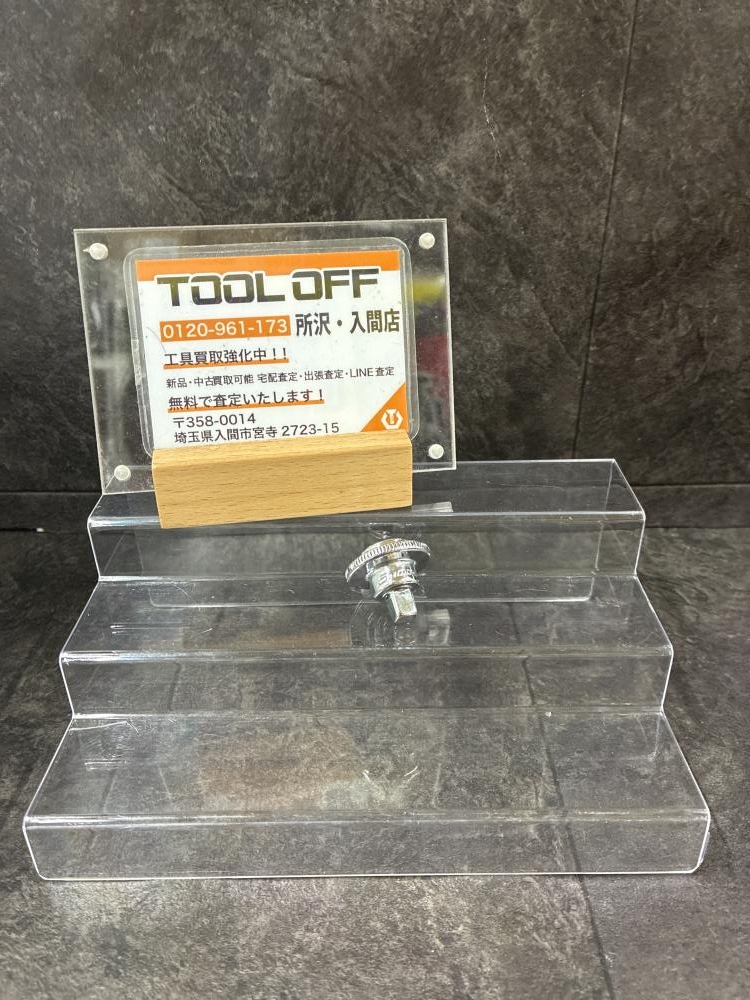 TOOL OFF
0120-961-173 所沢・入間店
工具買取強化中！！
新品・中古買取可能 宅配査定・出張査定・LINE査定
無料で査定いたします！
〒358-0014
埼玉県入間市宮寺 2723-15